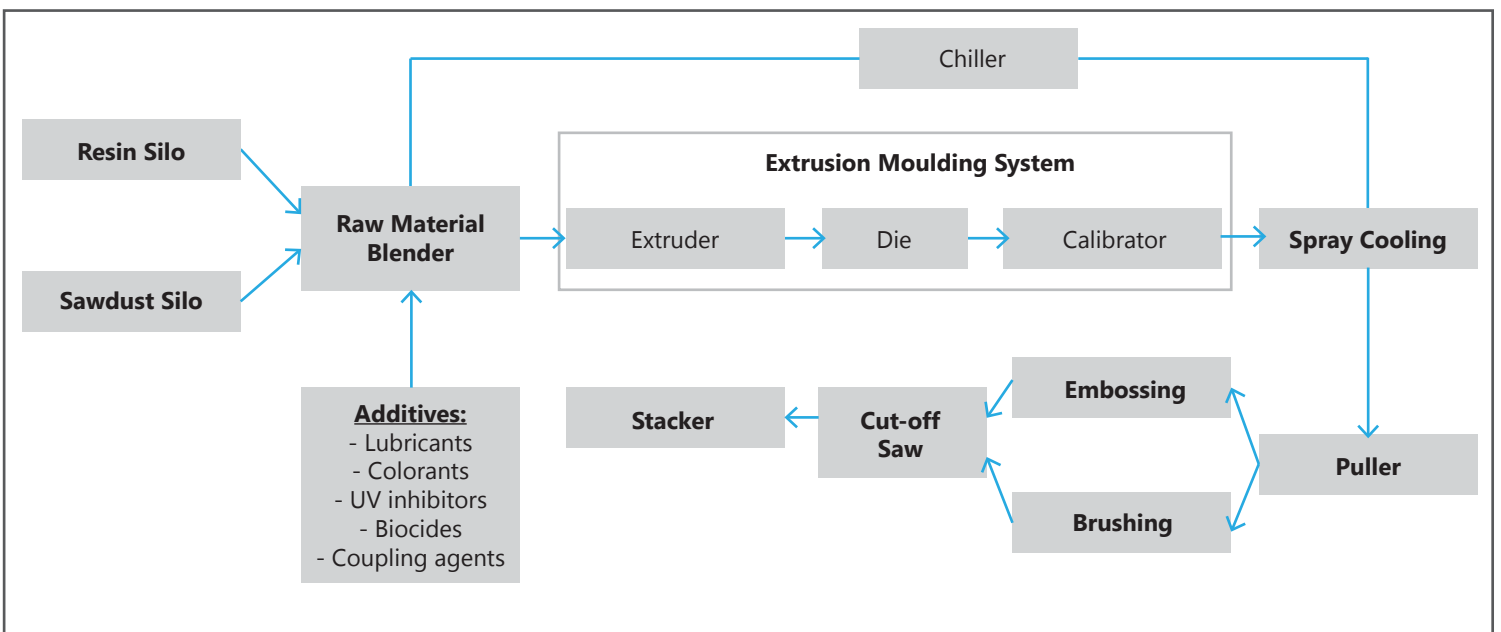 Chiller
Resin Silo
Extrusion Moulding System
Raw Material
Blender
Extruder
Die
Calibrator
Spray Cooling
Sawdust Silo
Additives:
- Lubricants
- Colorants
- UV inhibitors
- Biocides
- Coupling agents
Stacker
Cut-off
Saw
Embossing
Brushing
Puller